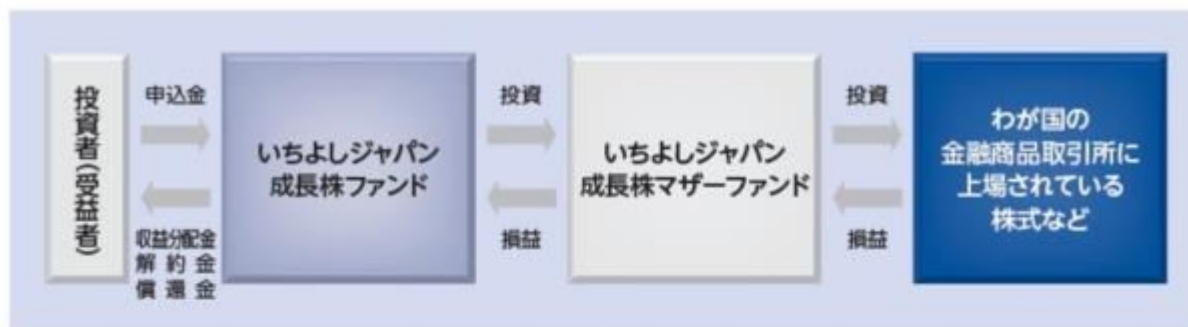 投資者(受益者)
申込金
収益分配金
解約金
償還金
いちよしジャパン
成長株ファンド
投資
損益
いちよしジャパン
成長株マザーファンド
投資
損益
わが国の
金融商品取引所に
上場されている
株式など